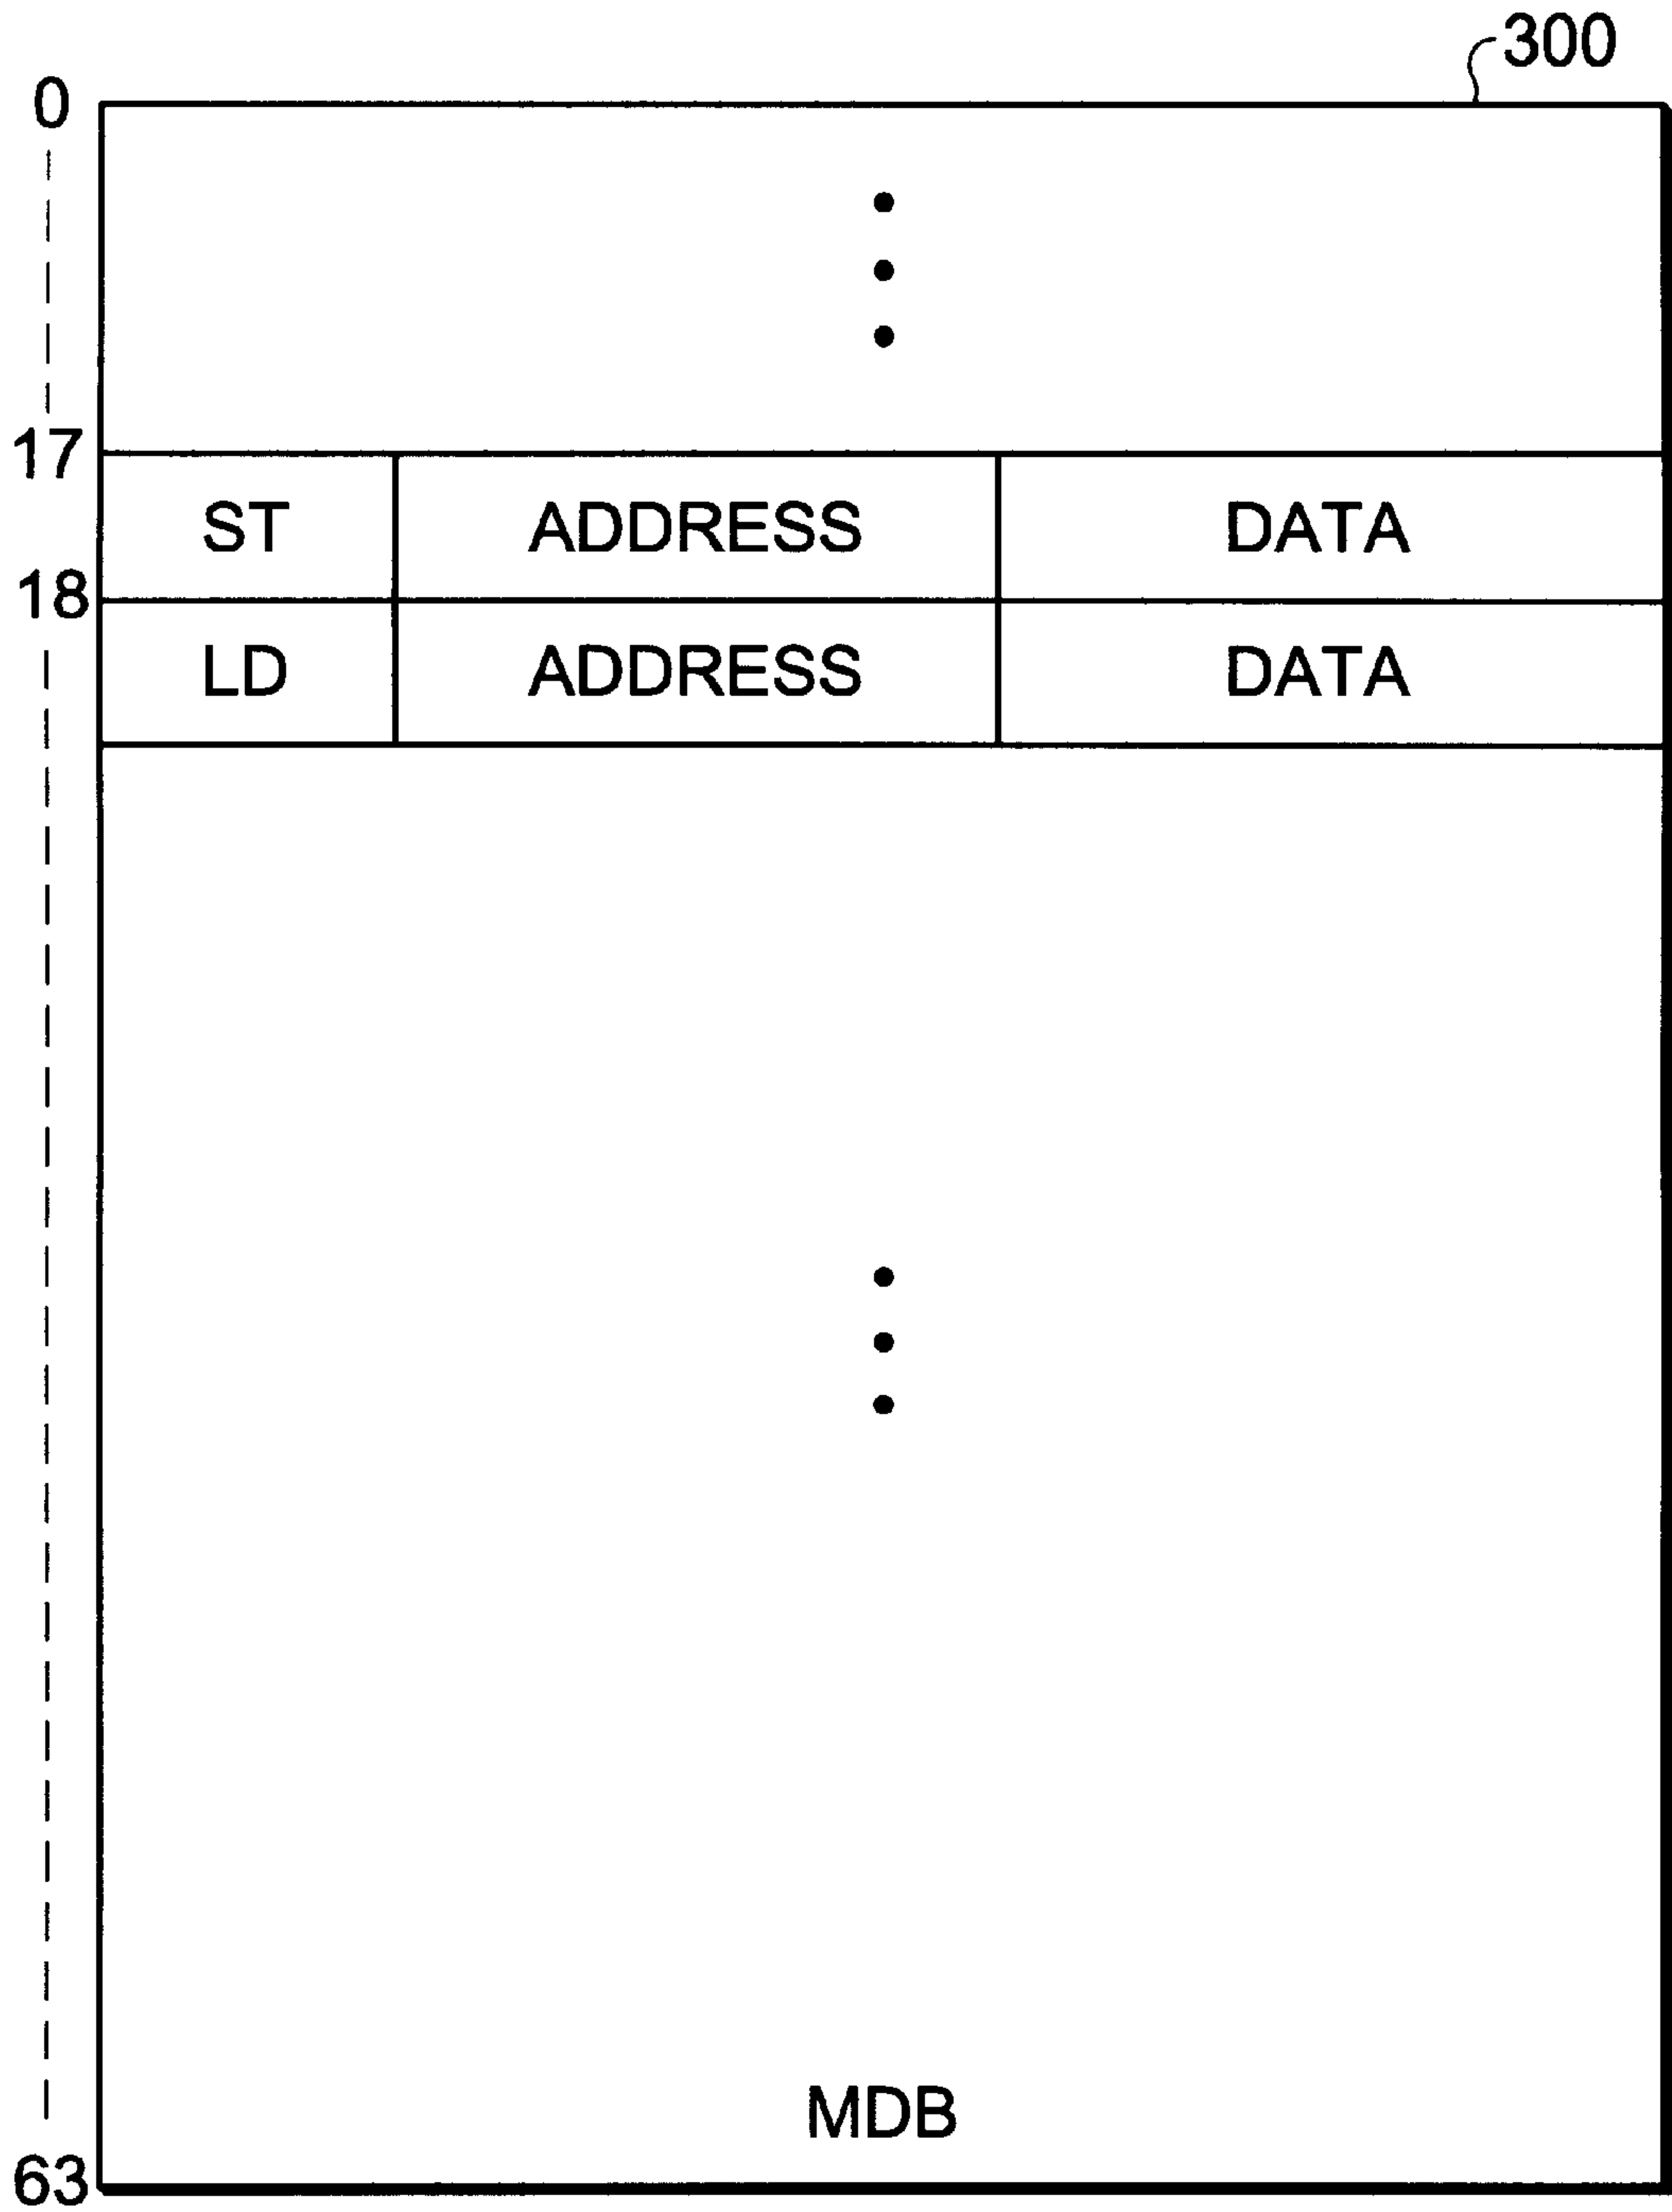 300
0
17
ST ADDRESS DATA
18
LD ADDRESS DATA
MDB
63